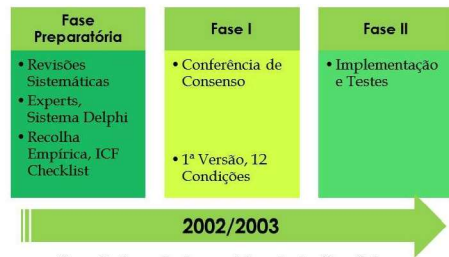 Fase
Preparatória
• Revisões
Sistemáticas
• Experts,
Sistema Delphi
• Recolha
Empírica, ICF
Checklist
Fase I
• Conferência de
Consenso
• 1ª Versão, 12
Condições
Fase II
• Implementação
e Testes
2002/2003